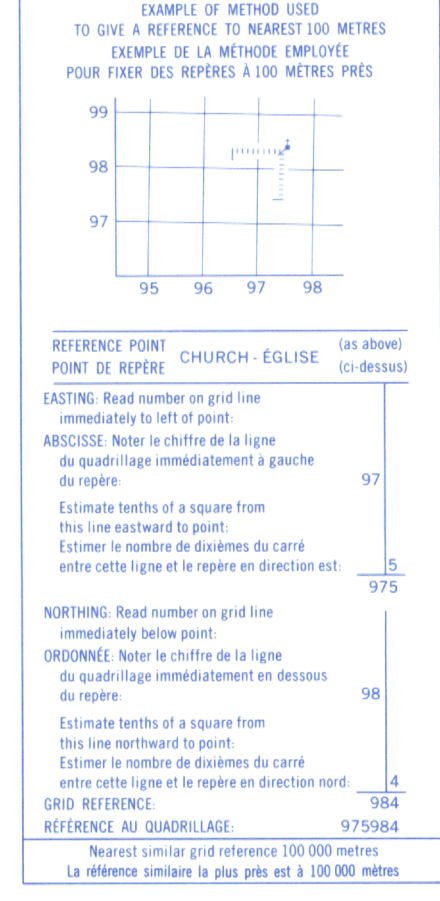 EXAMPLE OF METHOD USED
TO GIVE A REFERENCE TO NEAREST 100 METRES
EXEMPLE DE LA MÉTHODE EMPLOYÉE
POUR FIXER DES REPÈRES À 100 MÈTRES PRÈS
99
98
97
95 96 97 98
REFERENCE POINT
POINT DE REPÈRE
CHURCH - ÉGLISE
(as above)
(ci-dessus)
EASTING: Read number on grid line
immediately to left of point:
ABSCISSE: Noter le chiffre de la ligne
du quadrillage immédiatement à gauche
du repère: 97
Estimate tenths of a square from
this line eastward to point:
Estimer le nombre de dixièmes du carré
entre cette ligne et le repère en direction est: 5
975
NORTHING: Read number on grid line
immediately below point:
ORDONNÉE: Noter le chiffre de la ligne
du quadrillage immédiatement en dessous
du repère: 98
Estimate tenths of a square from
this line northward to point:
Estimer le nombre de dixièmes du carré
entre cette ligne et le repère en direction nord: 4
GRID REFERENCE: 984
RÉFÉRENCE AU QUADRILLAGE: 975984
Nearest similar grid reference 100 000 metres
La référence similaire la plus près est à 100 000 mètres